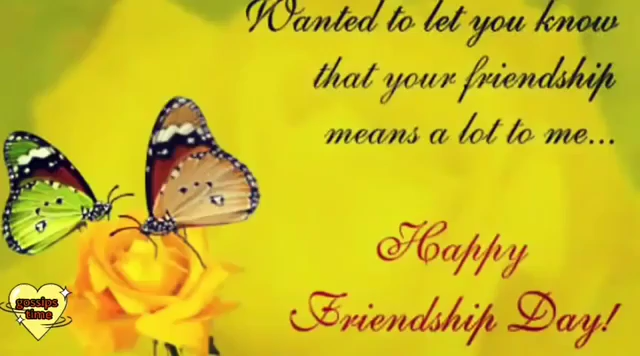 Wanted to let you know
that your friendship
means a lot to me...
Happy
Friendship Day!
gossips
time